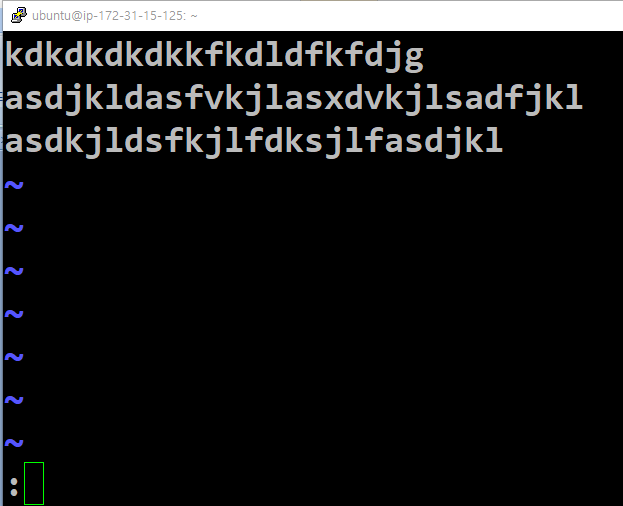 ubuntu@ip-172-31-15-125: ~
kdkdkdkdkkfkdldfkfdjg
asdjkldasfvkjlasxdvkjlsadfjkl
asdkjldsfkjlfdksjlfasdjkl
~
~
~
~
~
~
~
: